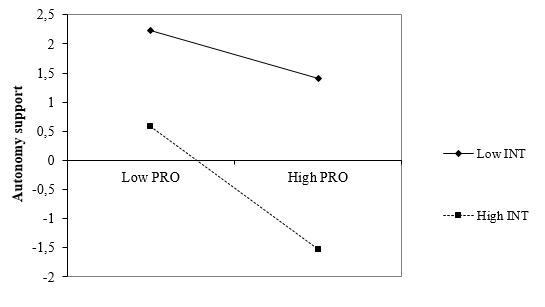 2,5
2
1,5
1
0,5
0
-0,5
-1
-1,5
-2
Autonomy support
Low PRO High PRO
Low INT
High INT